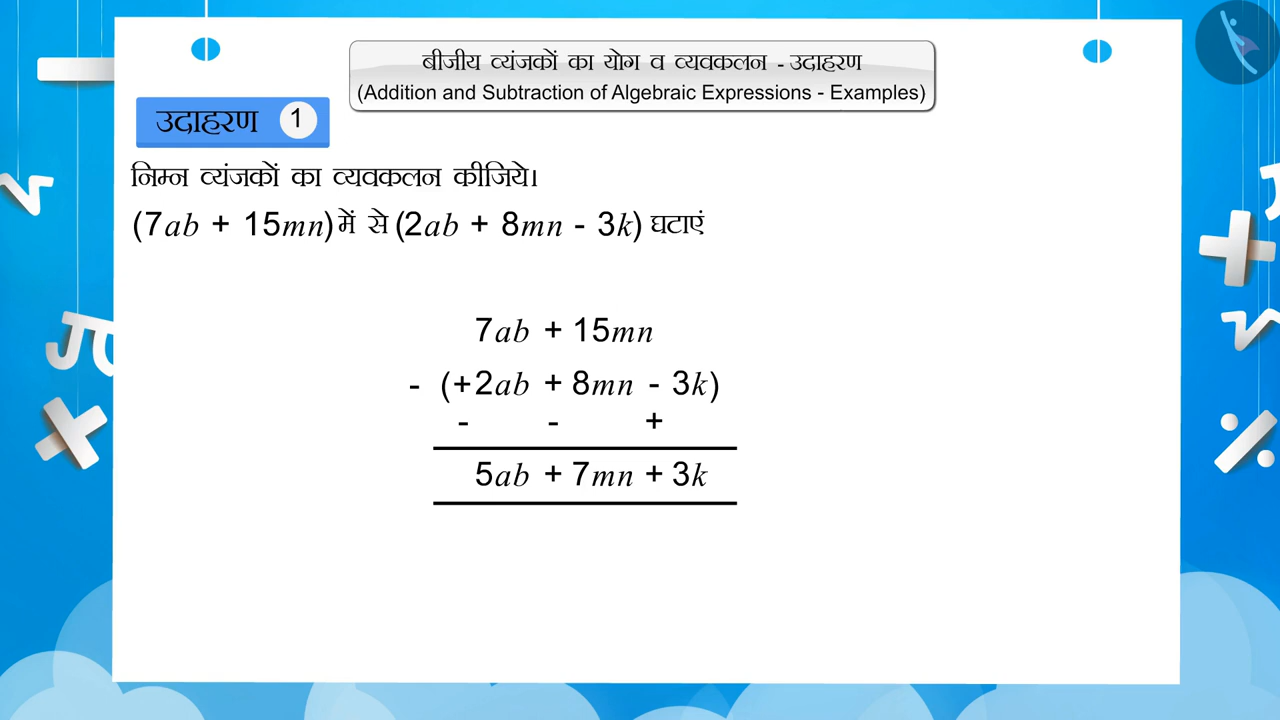 बीजीय व्यंजकों का योग व व्यवकलन - उदाहरण
(Addition and Subtraction of Algebraic Expressions - Examples)
उदाहरण 1
निम्न व्यंजकों का व्यवकलन कीजिये।
(7ab + 15mn) में से (2ab + 8mn - 3k) घटाएं
7ab + 15mn
- (+2ab + 8mn - 3k)
- - +
5ab + 7mn + 3k